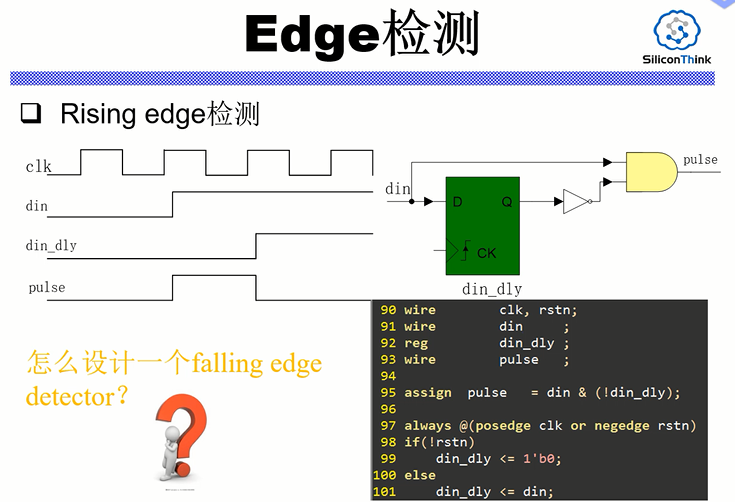 Edge检测
SiliconThink
Rising edge检测
clk
din
din_dly
pulse
din
D
Q
CK
din_dly
pulse
怎么设计一个falling edge
detector？
90 wire clk, rstn;
91 wire din ;
92 reg din_dly ;
93 wire pulse ;
94
95 assign pulse = din & (!din_dly);
96
97 always @(posedge clk or negedge rstn)
98 if(!rstn)
99 din_dly <= 1'b0;
100 else
101 din_dly <= din;